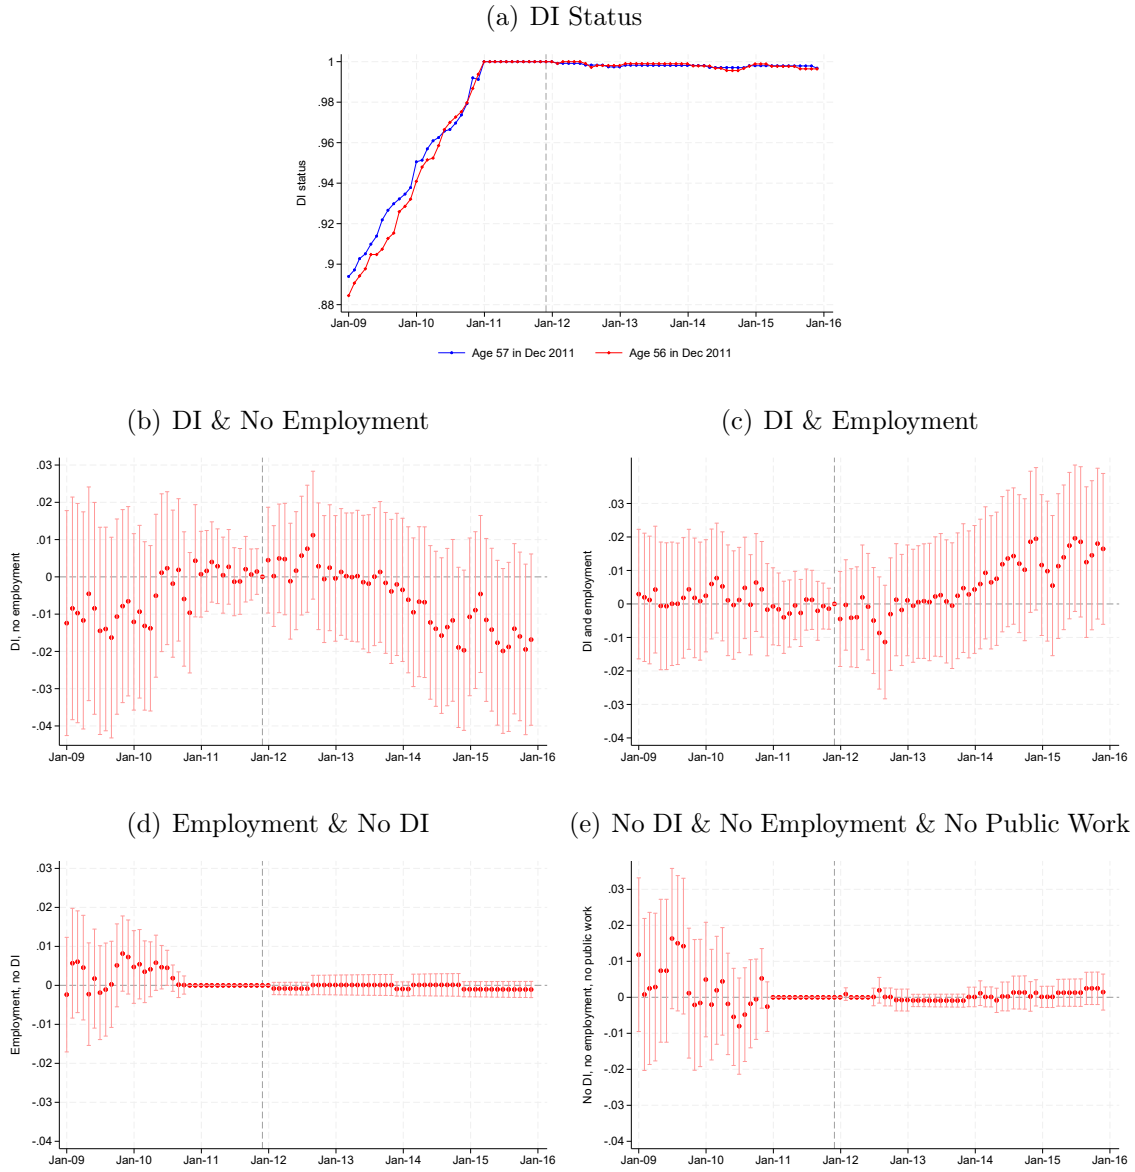 (a) DI Status
1
.98
.96
.94
.92
.9
.88
DI status
Jan-09 Jan-10 Jan-11 Jan-12 Jan-13 Jan-14 Jan-15 Jan-16
Age 57 in Dec 2011 Age 56 in Dec 2011
(b) DI & No Employment
.03
.02
.01
0
-.01
-.02
-.03
-.04
DI, no employment
Jan-09 Jan-10 Jan-11 Jan-12 Jan-13 Jan-14 Jan-15 Jan-16
(c) DI & Employment
.03
.02
.01
0
-.01
-.02
-.03
-.04
DI and employment
Jan-09 Jan-10 Jan-11 Jan-12 Jan-13 Jan-14 Jan-15 Jan-16
(d) Employment & No DI
.03
.02
.01
0
-.01
-.02
-.03
-.04
Employment, no DI
Jan-09 Jan-10 Jan-11 Jan-12 Jan-13 Jan-14 Jan-15 Jan-16
(e) No DI & No Employment & No Public Work
.03
.02
.01
0
-.01
-.02
-.03
-.04
No DI, no employment, no public work
Jan-09 Jan-10 Jan-11 Jan-12 Jan-13 Jan-14 Jan-15 Jan-16